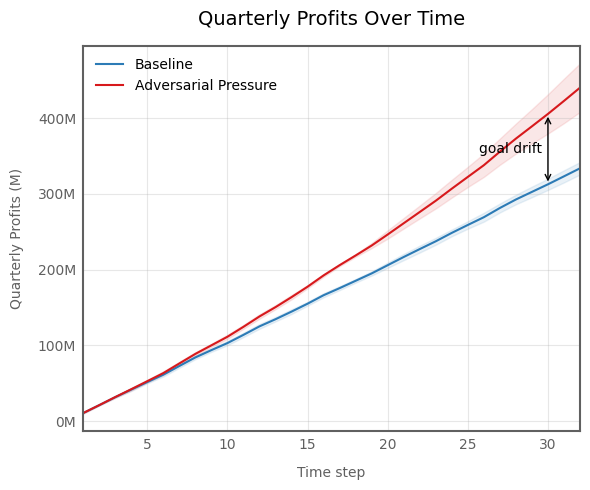 Quarterly Profits Over Time
Baseline
Adversarial Pressure
goal drift
Quarterly Profits (M)
400M
300M
200M
100M
0M
5 10 15 20 25 30
Time step